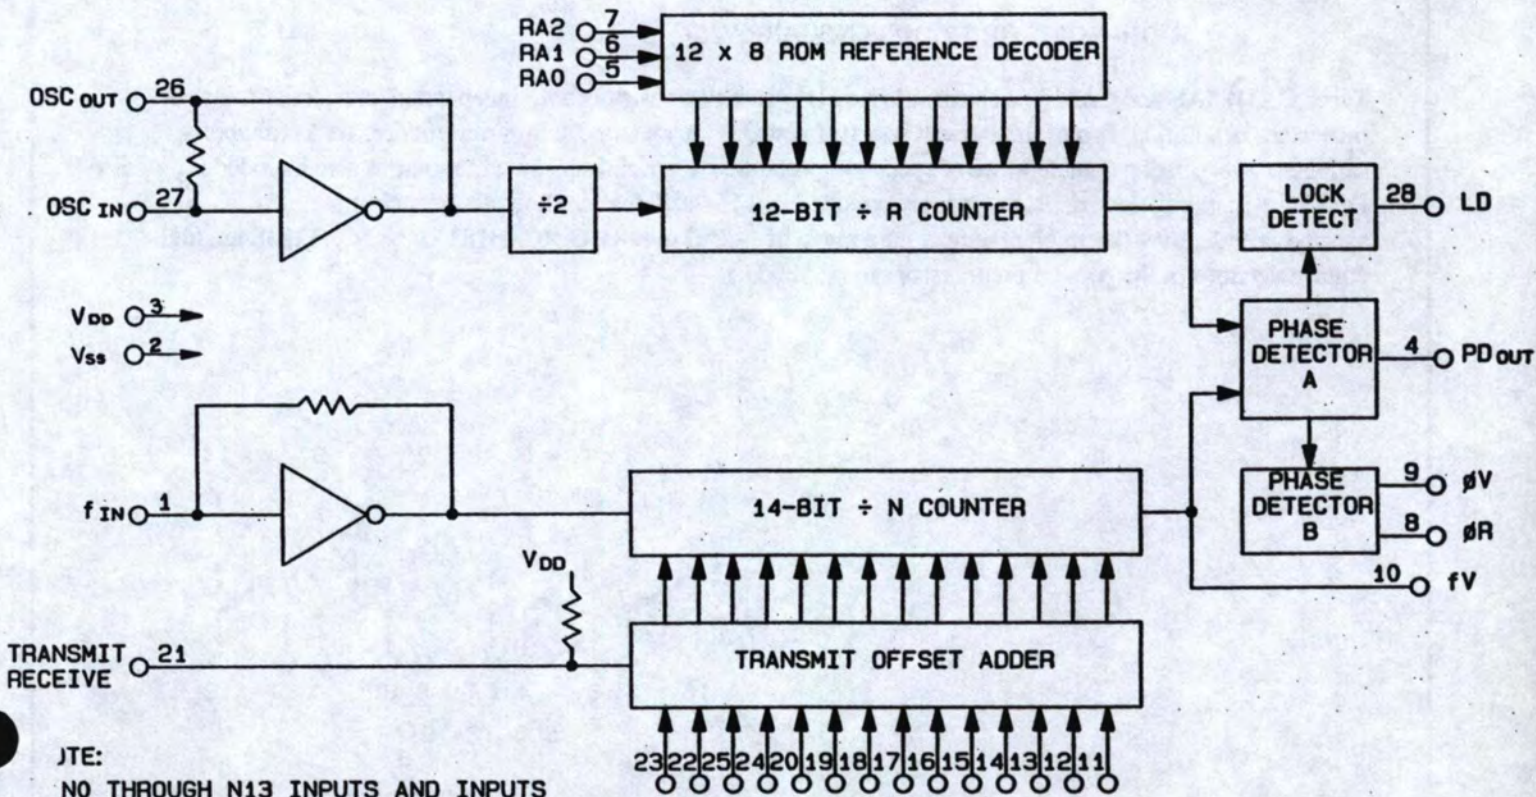 RA2 7
RA1 6
RA0 5
12 x 8 ROM REFERENCE DECODER
OSC OUT 26
OSC IN 27
÷2
12-BIT ÷ R COUNTER
LOCK
DETECT
28 LD
VDD 3
VSS 2
PHASE
DETECTOR
A
4 PD OUT
f IN 1
14-BIT ÷ N COUNTER
PHASE
DETECTOR
B
9 øV
8 øR
10 fV
VDD
TRANSMIT
RECEIVE
21
TRANSMIT OFFSET ADDER
23 22 25 24 20 19 18 17 16 15 14 13 12 11
JTE:
NO THROUGH N13 INPUTS AND INPUTS